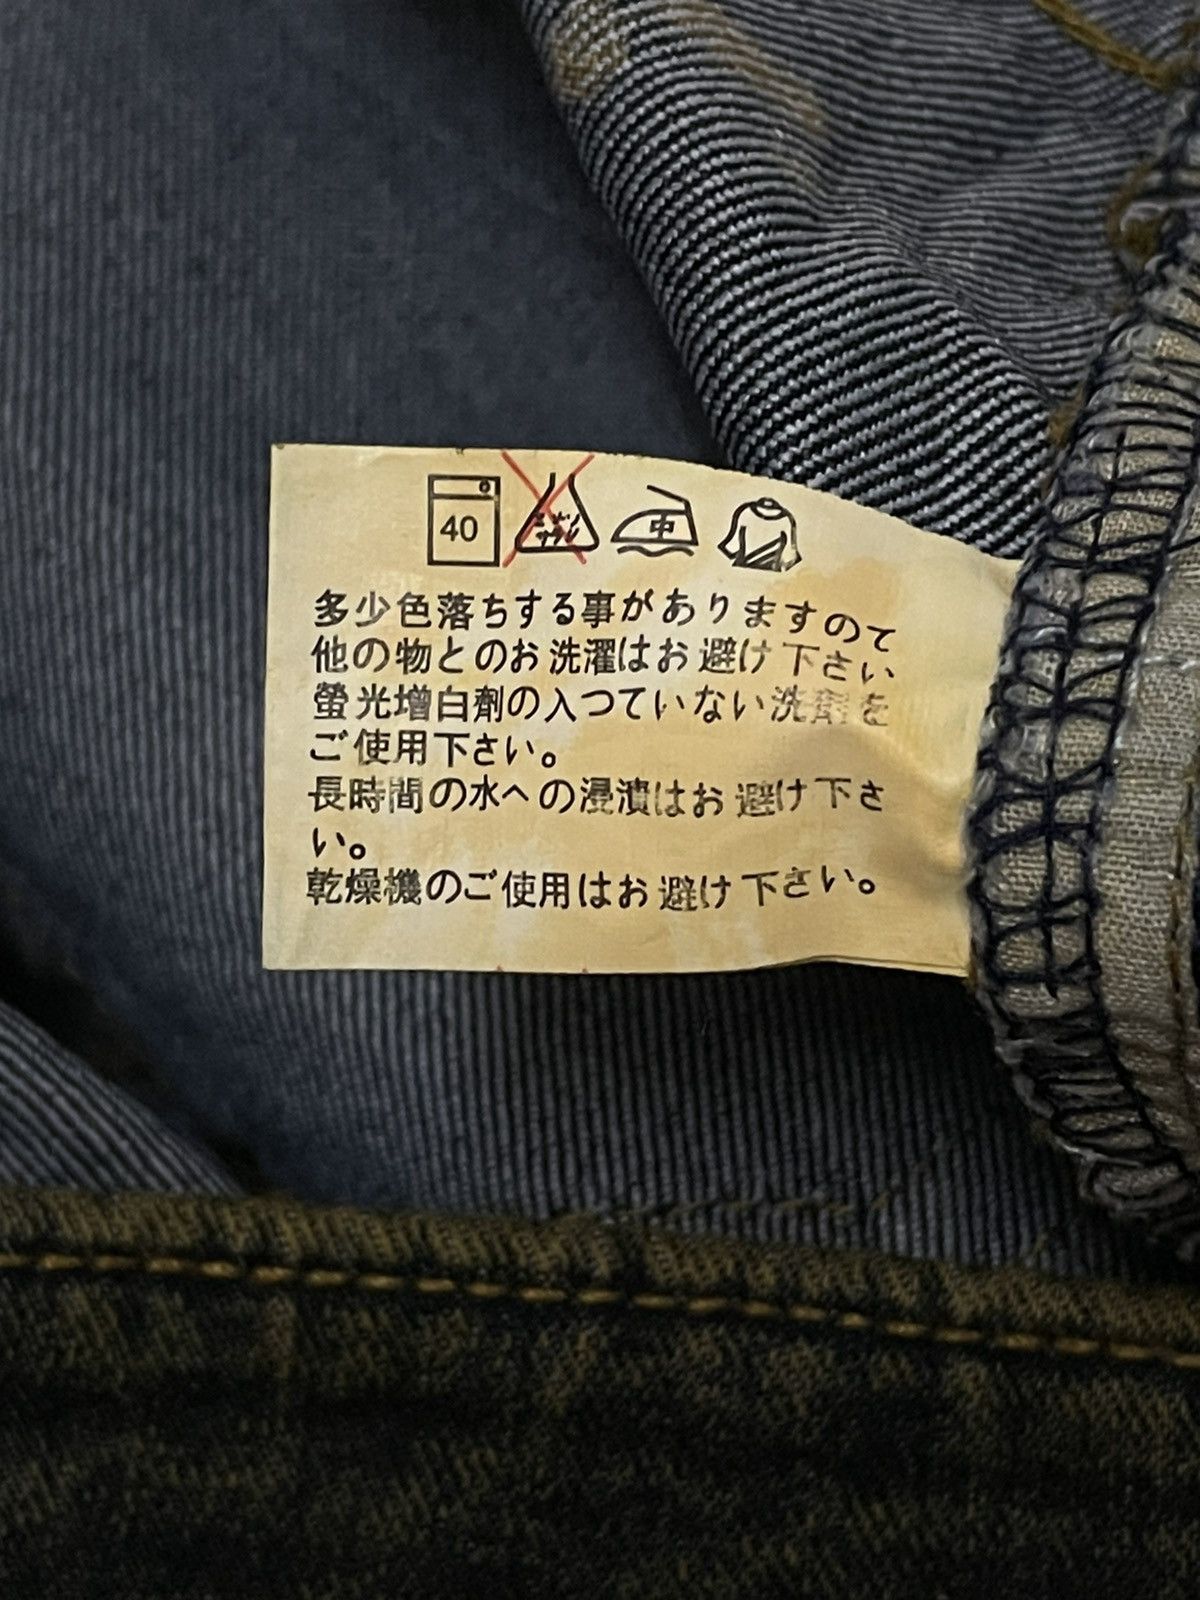 40 中
多少色落ちする事がありますので
他の物とのお洗濯はお避け下さい
螢光増白剤の入つていない洗剤を
ご使用下さい。
長時間の水への浸漬はお避け下さ
い。
乾燥機のご使用はお避け下さい。